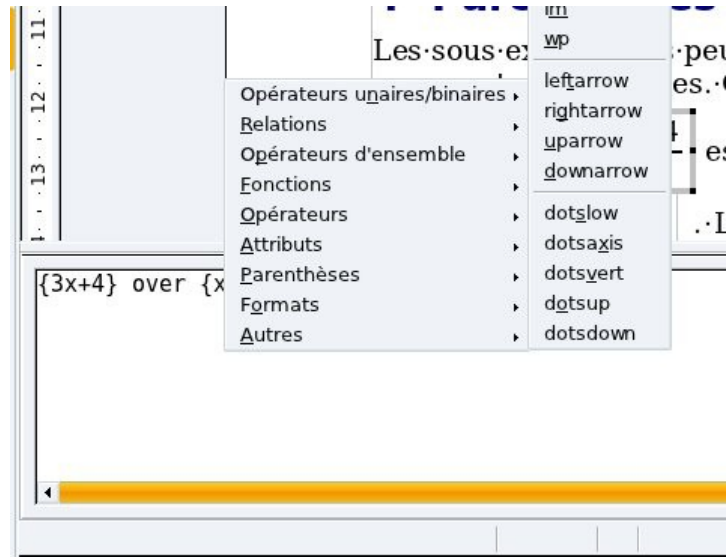 11
12
13
Les·sous·ex
·peu
es.·
4
es
.·L
Opérateurs unaires/binaires
Relations
Opérateurs d'ensemble
Fonctions
Opérateurs
Attributs
Parenthèses
Formats
Autres
im
wp
leftarrow
rightarrow
uparrow
downarrow
dotslow
dotsaxis
dotsvert
dotsup
dotsdown
{3x+4} over {x